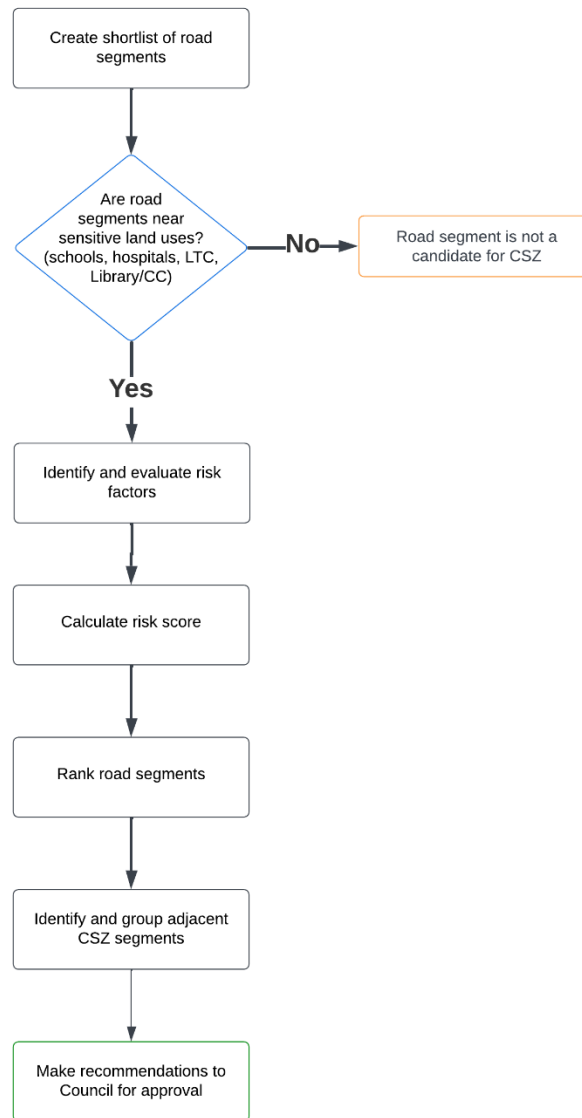 Create shortlist of road
segments
Are road
segments near
sensitive land uses?
(schools, hospitals, LTC,
Library/CC)
No
Road segment is not a
candidate for CSZ
Yes
Identify and evaluate risk
factors
Calculate risk score
Rank road segments
Identify and group adjacent
CSZ segments
Make recommendations to
Council for approval